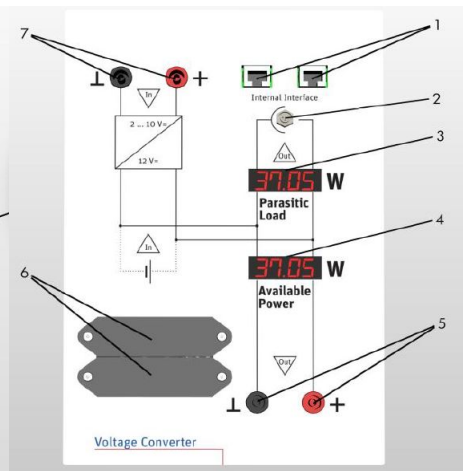 7
1
⊥ +
In
Internal Interface
2
2 ... 10 V=
12 V=
Out
3
37.05 W
Parasitic
Load
In
4
37.05 W
Available
Power
6
5
Out
⊥ +
Voltage Converter